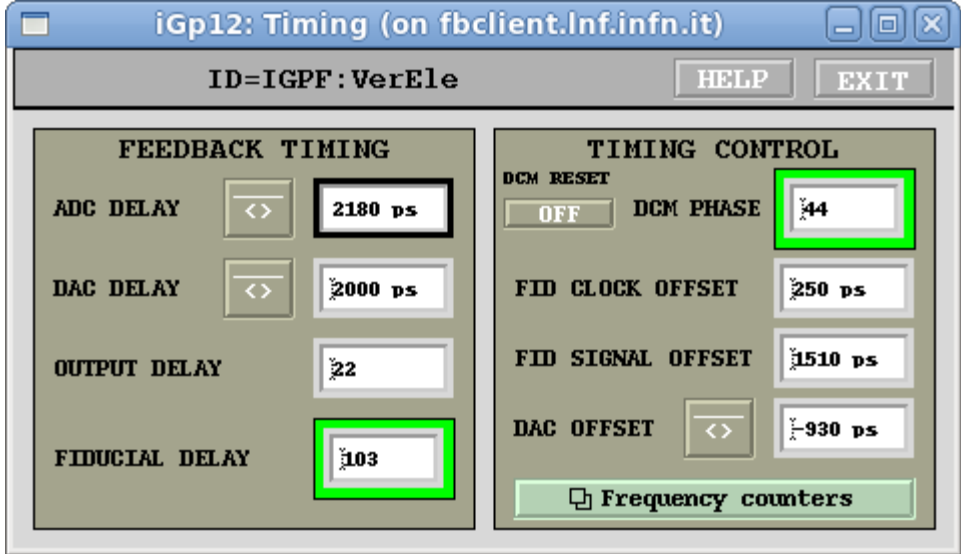 iGp12: Timing (on fbclient.lnf.infn.it)
ID=IGPF:VerEle
HELP
EXIT
FEEDBACK TIMING
ADC DELAY
<>
2180 ps
DAC DELAY
<>
2000 ps
OUTPUT DELAY
22
FIDUCIAL DELAY
103
TIMING CONTROL
DCM RESET
OFF
DCM PHASE
44
FID CLOCK OFFSET
250 ps
FID SIGNAL OFFSET
1510 ps
DAC OFFSET
<>
-930 ps
Frequency counters